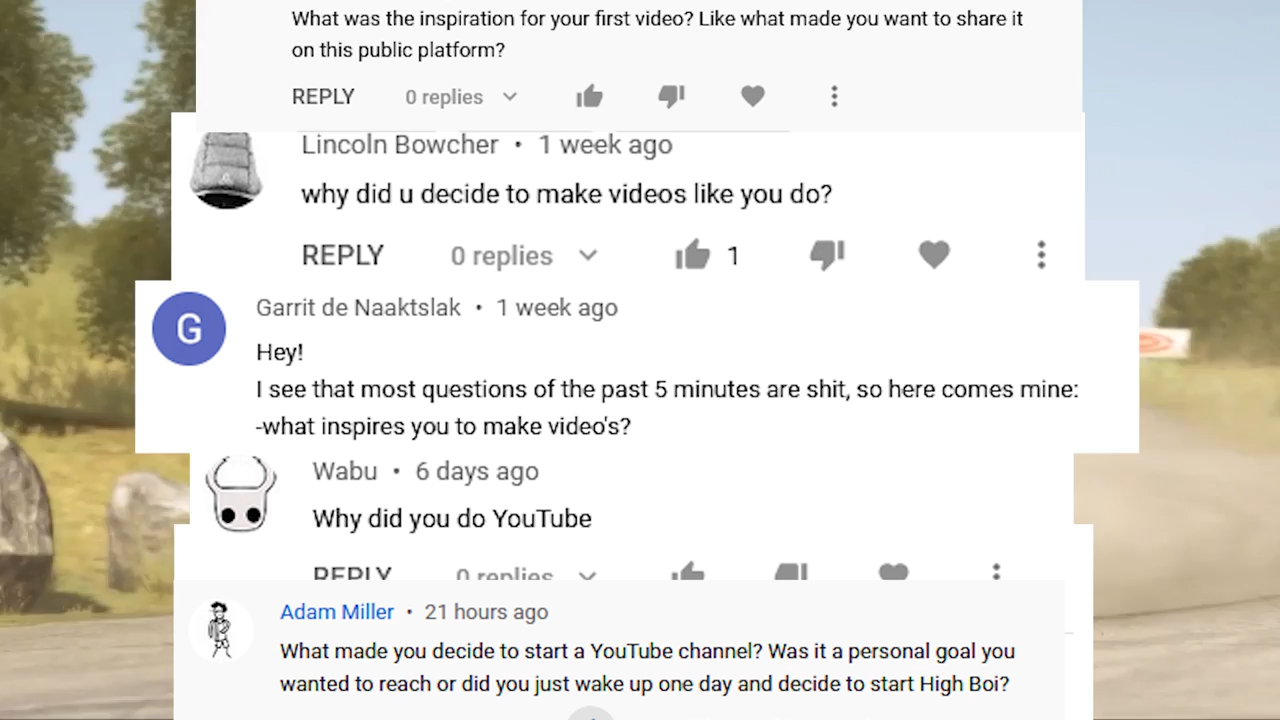 What was the inspiration for your first video? Like what made you want to share it
on this public platform?
REPLY 0 replies
Lincoln Bowcher • 1 week ago
why did u decide to make videos like you do?
REPLY 0 replies 1
G
Garrit de Naaktslak • 1 week ago
Hey!
I see that most questions of the past 5 minutes are shit, so here comes mine:
-what inspires you to make video's?
Wabu • 6 days ago
Why did you do YouTube
REPLY 0 replies
Adam Miller • 21 hours ago
What made you decide to start a YouTube channel? Was it a personal goal you
wanted to reach or did you just wake up one day and decide to start High Boi?